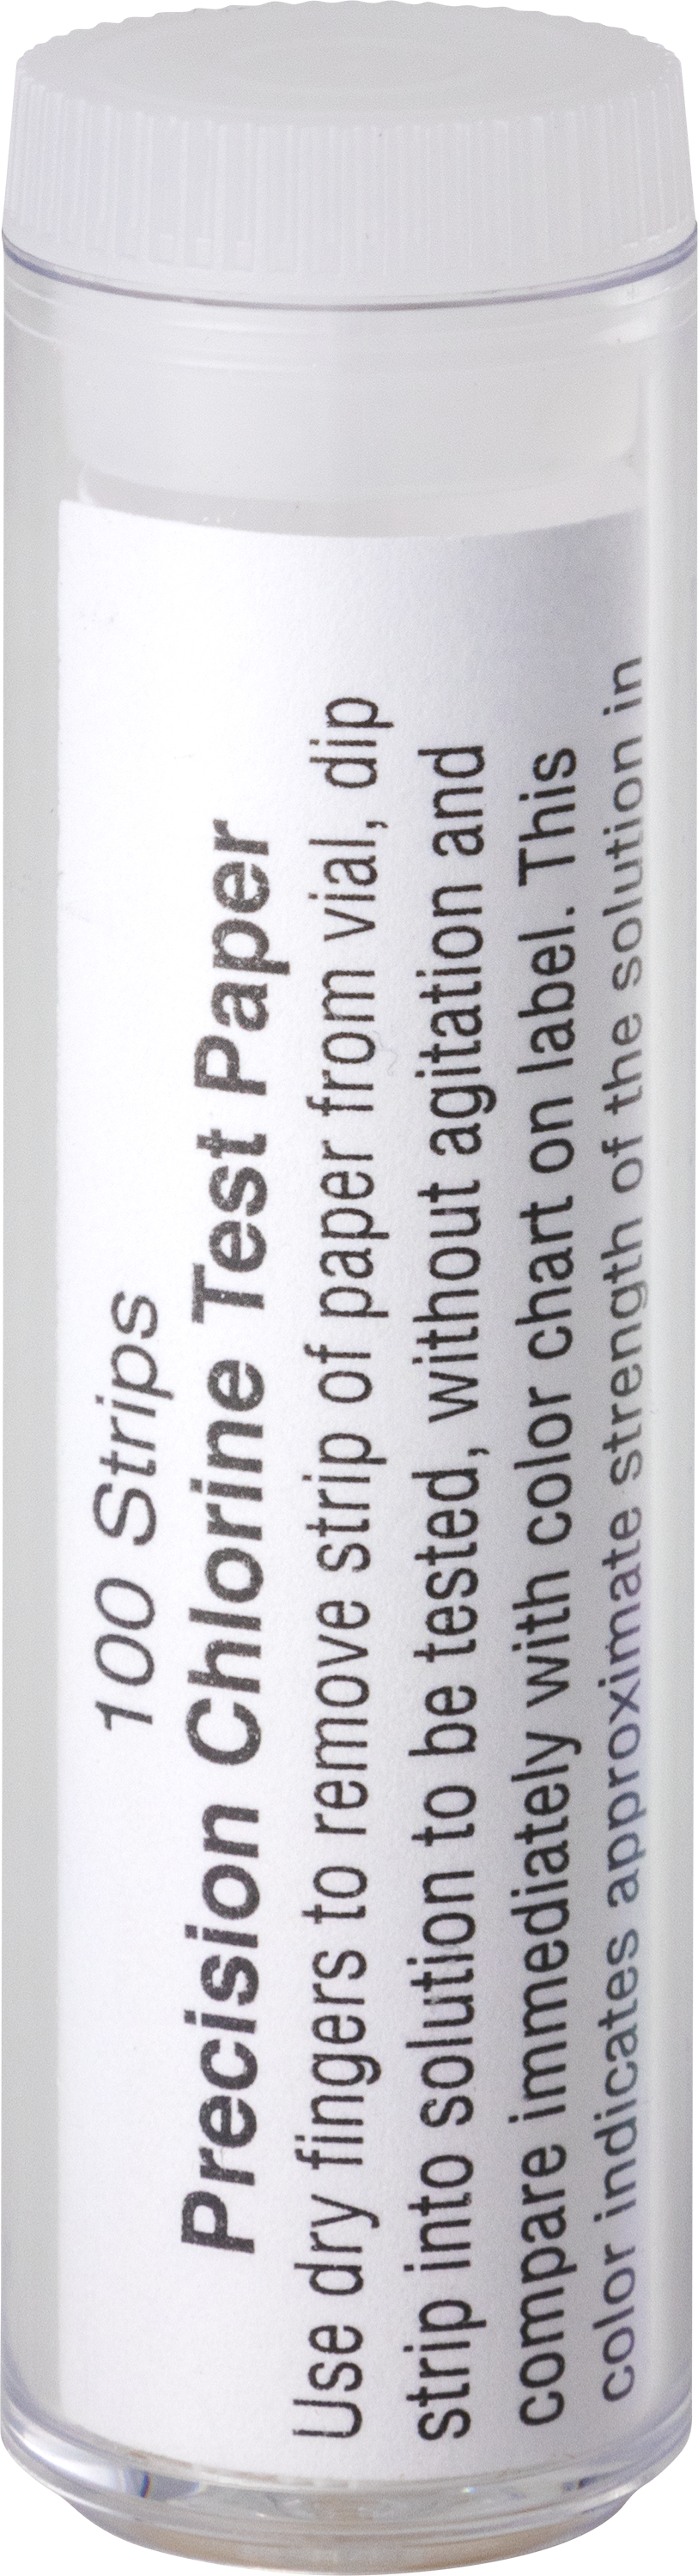 100 Strips
Precision Chlorine Test Paper
Use dry fingers to remove strip of paper from vial, dip
strip into solution to be tested, without agitation and
compare immediately with color chart on label. This
color indicates approximate strength of the solution in